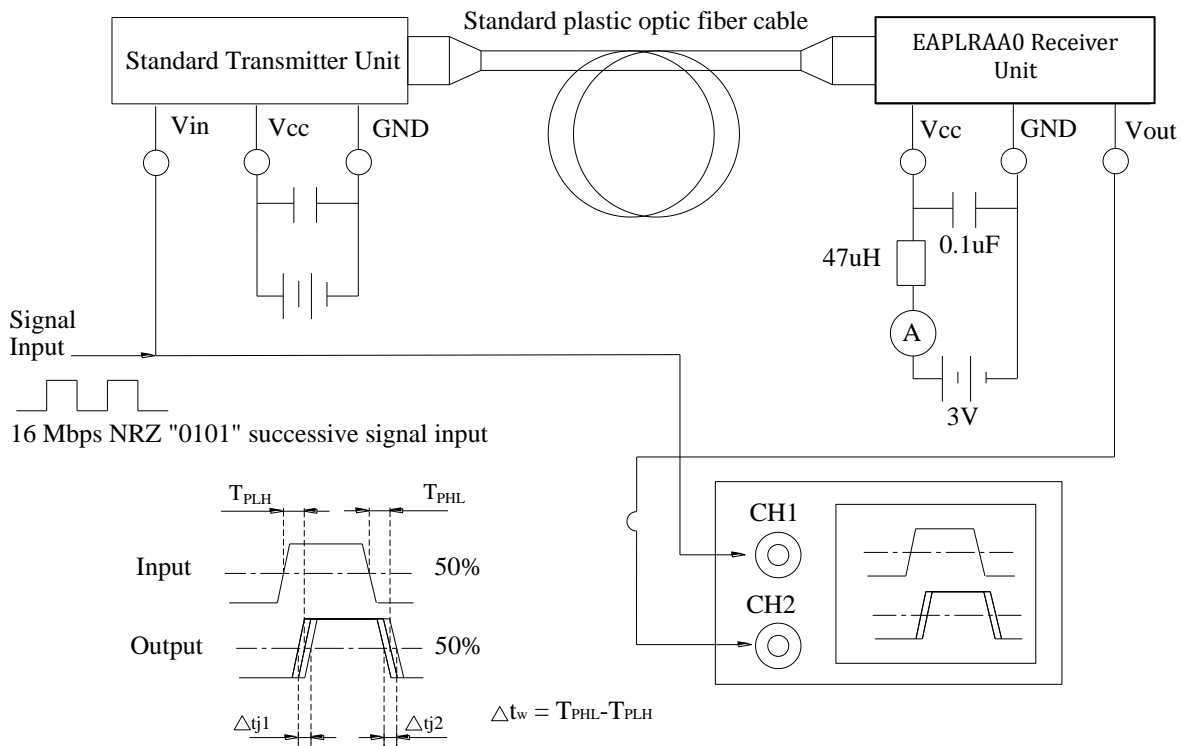 Standard plastic optic fiber cable
Standard Transmitter Unit
EAPLRAA0 Receiver
Unit
Vin
Vcc
GND
Vcc
GND
Vout
0.1uF
47uH
A
3V
Signal
Input
16 Mbps NRZ "0101" successive signal input
TPLH
TPHL
Input
50%
Output
50%
△tj1
△tj2
△tw = TPHL-TPLH
CH1
CH2